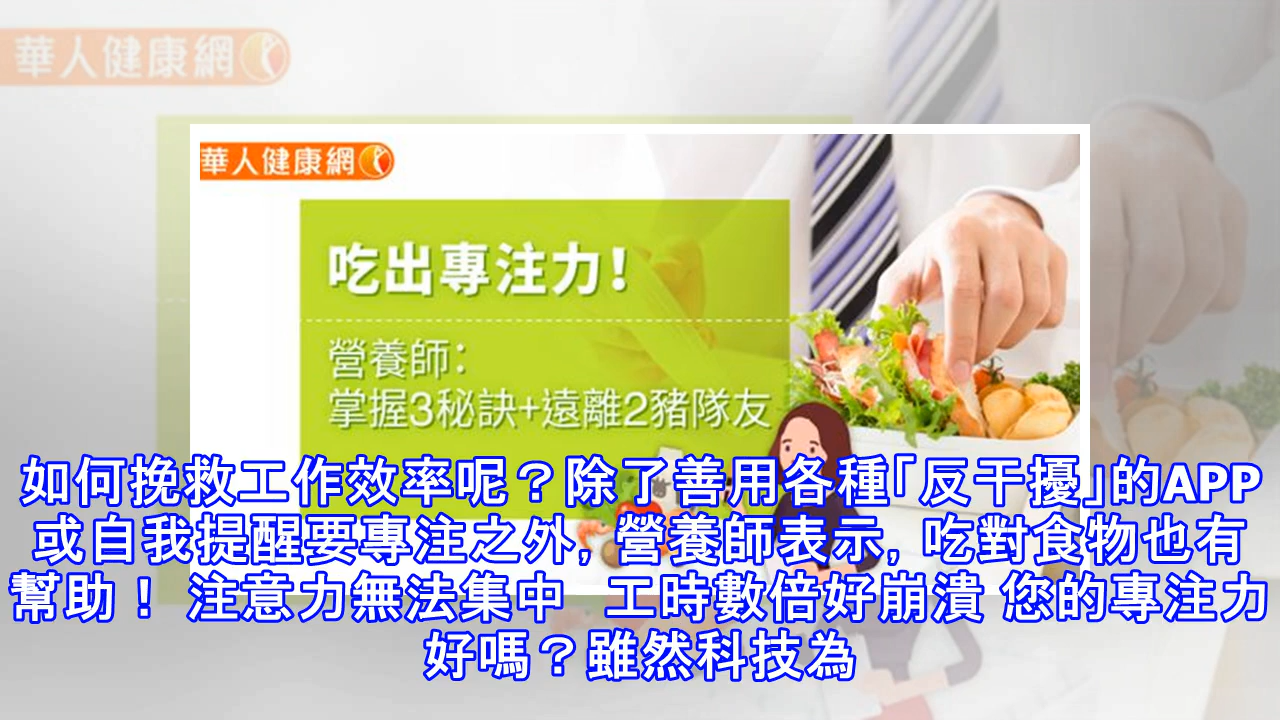 華人健康網
華人健康網
吃出專注力！
營養師：
掌握3秘訣+遠離2豬隊友
如何挽救工作效率呢？除了善用各種「反干擾」的APP
或自我提醒要專注之外, 營養師表示, 吃對食物也有
幫助！ 注意力無法集中 工時數倍好崩潰 您的專注力
好嗎？雖然科技為